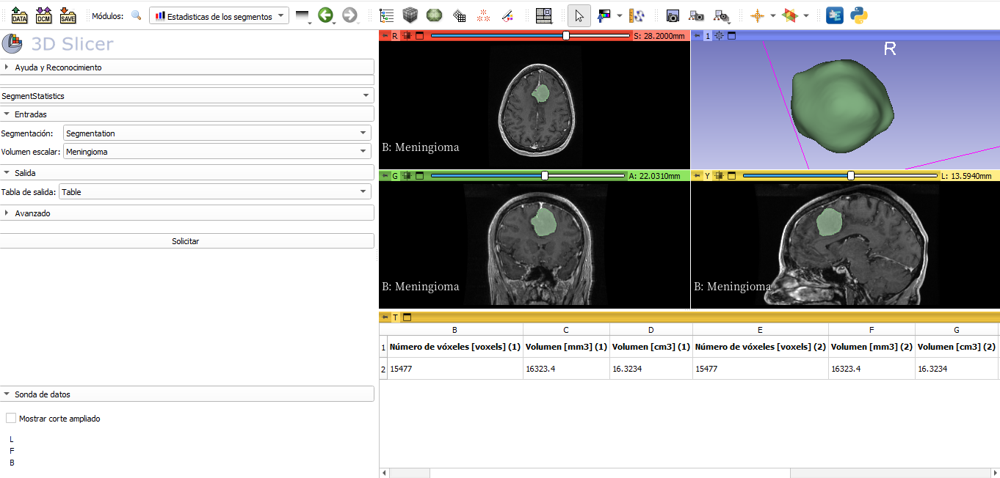 DATA DCM SAVE Módulos: Estadisticas de los segmentos
3D Slicer
Ayuda y Reconocimiento
SegmentStatistics
Entradas
Segmentación: Segmentation
Volumen escalar: Meningioma
Salida
Tabla de salida: Table
Avanzado
Solicitar
Sonda de datos
Mostrar corte ampliado
L
F
B
R S: 28.2000mm
B: Meningioma
1
R
G A: 22.0310mm
B: Meningioma
Y L: 13.5940mm
B: Meningioma
T
B C D E F G
1 Número de vóxeles [voxels] (1) Volumen [mm3] (1) Volumen [cm3] (1) Número de vóxeles [voxels] (2) Volumen [mm3] (2) Volumen [cm3] (2)
2 15477 16323.4 16.3234 15477 16323.4 16.3234